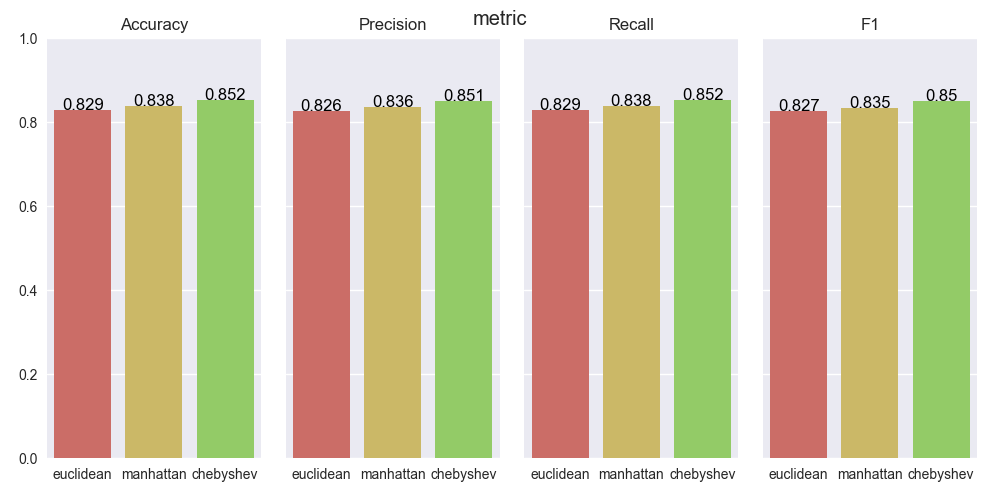 metric
Accuracy Precision Recall F1
1.0
0.8
0.6
0.4
0.2
0.0
0.829 0.838 0.852
0.826 0.836 0.851
0.829 0.838 0.852
0.827 0.835 0.85
euclidean manhattan chebyshev
euclidean manhattan chebyshev
euclidean manhattan chebyshev
euclidean manhattan chebyshev